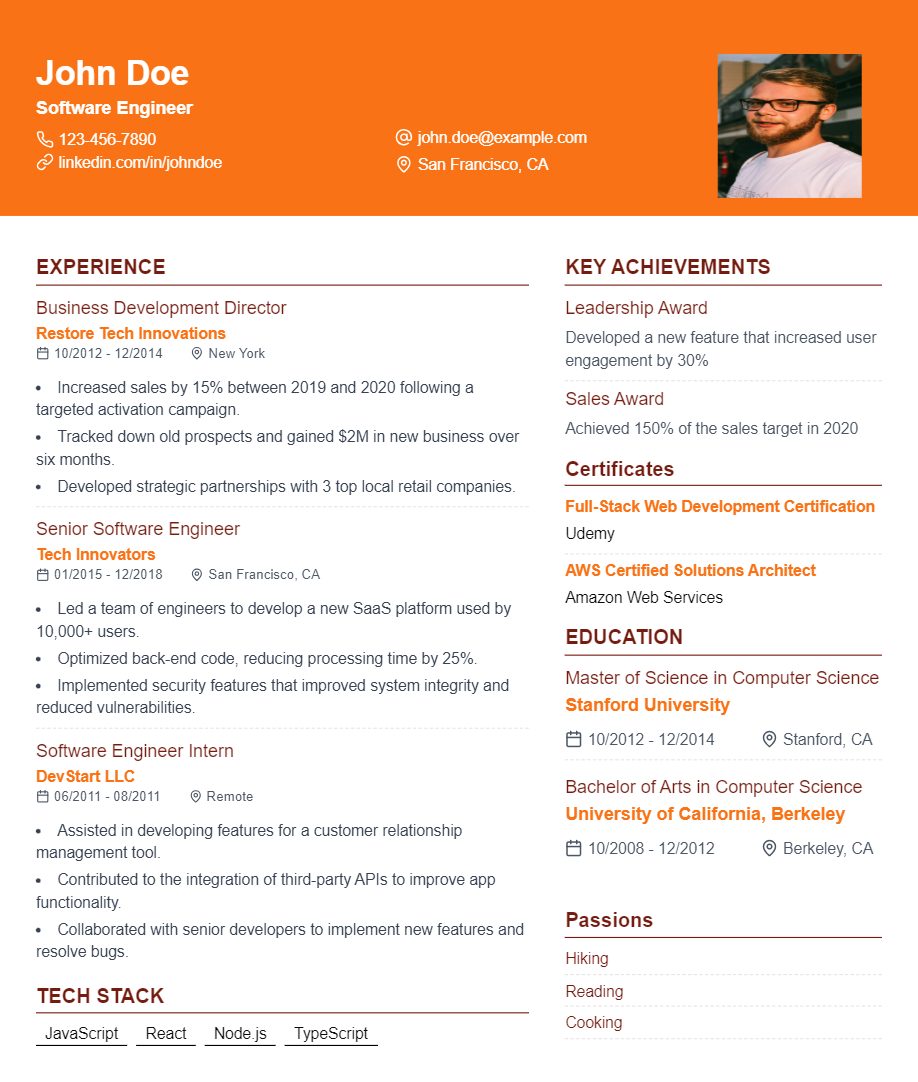 John Doe
Software Engineer
123-456-7890
john.doe@example.com
linkedin.com/in/johndoe
San Francisco, CA
EXPERIENCE
Business Development Director
Restore Tech Innovations
10/2012 - 12/2014 New York
• Increased sales by 15% between 2019 and 2020 following a
targeted activation campaign.
• Tracked down old prospects and gained $2M in new business over
six months.
• Developed strategic partnerships with 3 top local retail companies.
Senior Software Engineer
Tech Innovators
01/2015 - 12/2018 San Francisco, CA
• Led a team of engineers to develop a new SaaS platform used by
10,000+ users.
• Optimized back-end code, reducing processing time by 25%.
• Implemented security features that improved system integrity and
reduced vulnerabilities.
Software Engineer Intern
DevStart LLC
06/2011 - 08/2011 Remote
• Assisted in developing features for a customer relationship
management tool.
• Contributed to the integration of third-party APIs to improve app
functionality.
• Collaborated with senior developers to implement new features and
resolve bugs.
TECH STACK
JavaScript React Node.js TypeScript
KEY ACHIEVEMENTS
Leadership Award
Developed a new feature that increased user
engagement by 30%
Sales Award
Achieved 150% of the sales target in 2020
Certificates
Full-Stack Web Development Certification
Udemy
AWS Certified Solutions Architect
Amazon Web Services
EDUCATION
Master of Science in Computer Science
Stanford University
10/2012 - 12/2014 Stanford, CA
Bachelor of Arts in Computer Science
University of California, Berkeley
10/2008 - 12/2012 Berkeley, CA
Passions
Hiking
Reading
Cooking